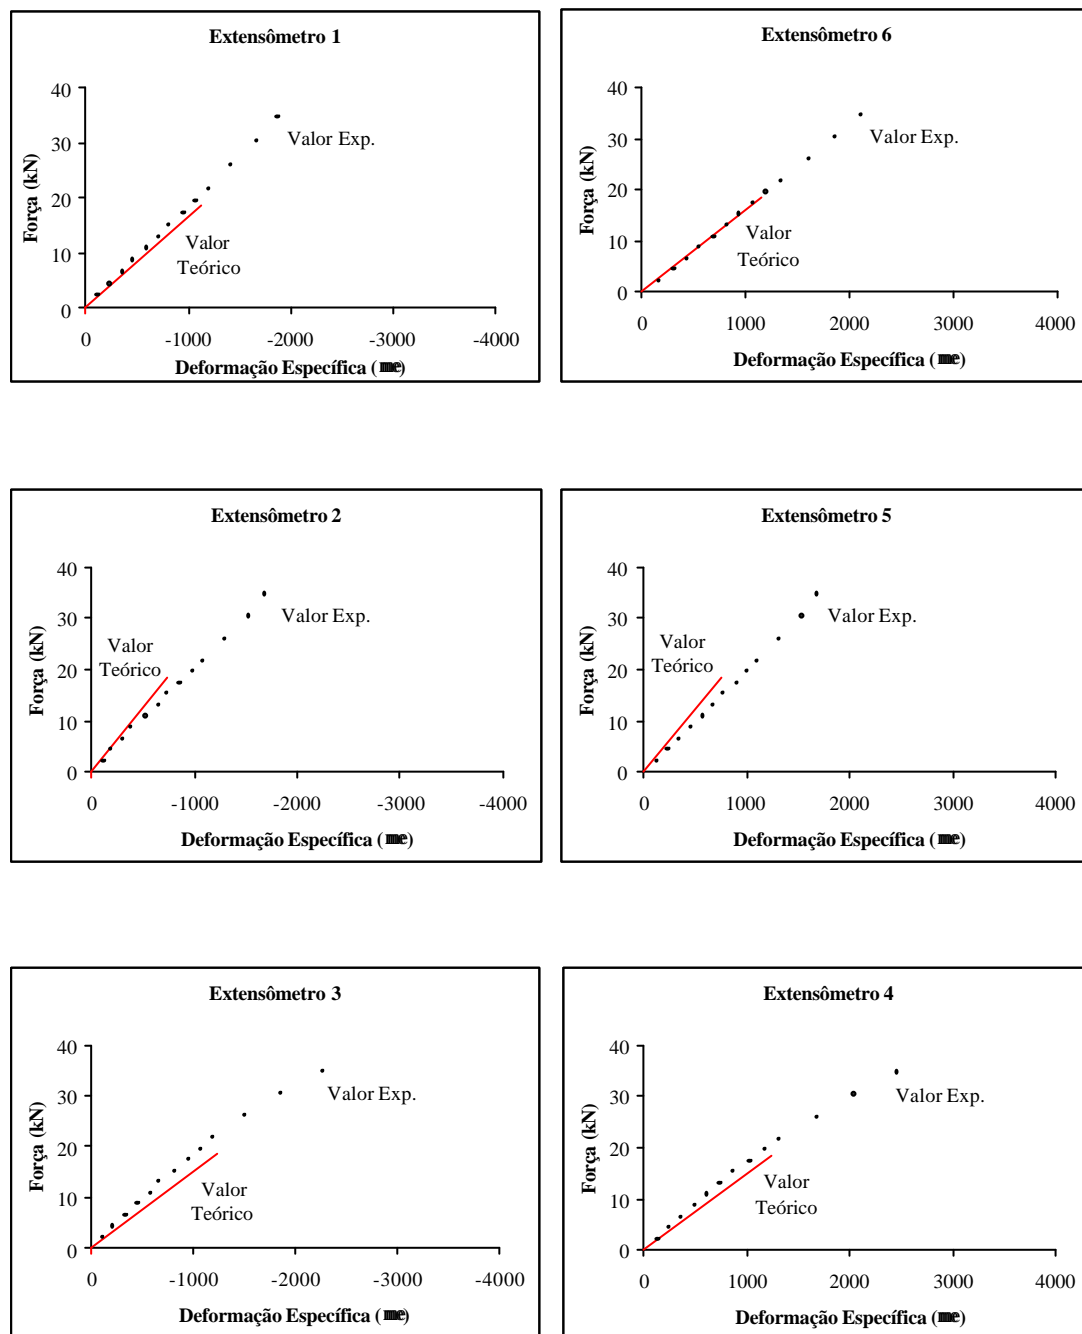 Extensômetro 1
40
30
20
10
0
Força (kN)
Valor Exp.
Valor
Teórico
0 -1000 -2000 -3000 -4000
Deformação Específica (me)
Extensômetro 6
40
30
20
10
0
Força (kN)
Valor Exp.
Valor
Teórico
0 1000 2000 3000 4000
Deformação Específica (me)
Extensômetro 2
40
30
20
10
0
Força (kN)
Valor Exp.
Valor
Teórico
0 -1000 -2000 -3000 -4000
Deformação Específica (me)
Extensômetro 5
40
30
20
10
0
Força (kN)
Valor Exp.
Valor
Teórico
0 1000 2000 3000 4000
Deformação Específica (me)
Extensômetro 3
40
30
20
10
0
Força (kN)
Valor Exp.
Valor
Teórico
0 -1000 -2000 -3000 -4000
Deformação Específica (me)
Extensômetro 4
40
30
20
10
0
Força (kN)
Valor Exp.
Valor
Teórico
0 1000 2000 3000 4000
Deformação Específica (me)